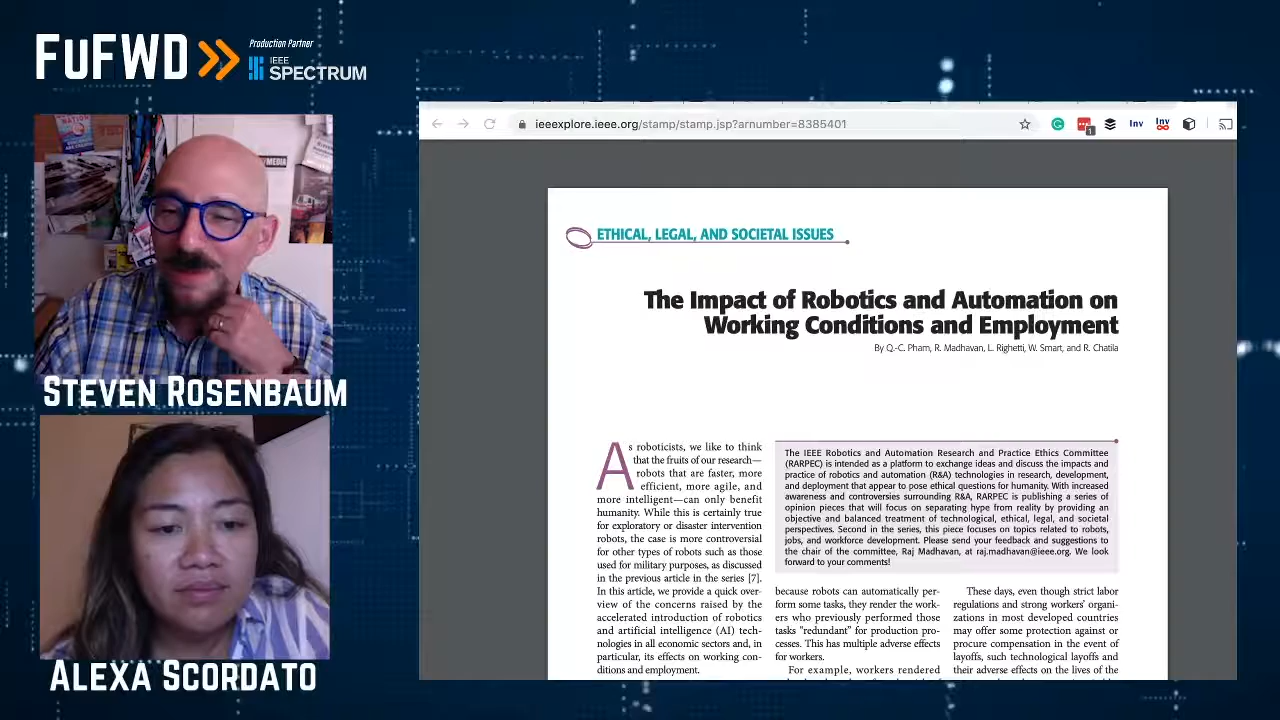 FuFWD
Production Partner
IEEE
SPECTRUM
NATION
MEDIA
STEVEN ROSENBAUM
ALEXA SCORDATO
ieeexplore.ieee.org/stamp/stamp.jsp?arnumber=8385401
1
Inv
Inv
ETHICAL, LEGAL, AND SOCIETAL ISSUES
The Impact of Robotics and Automation on
Working Conditions and Employment
By Q.-C. Pham, R. Madhavan, L. Righetti, W. Smart, and R. Chatila
As roboticists, we like to think
that the fruits of our research—
robots that are faster, more
efficient, more agile, and
more intelligent—can only benefit
humanity. While this is certainly true
for exploratory or disaster intervention
robots, the case is more controversial
for other types of robots such as those
used for military purposes, as discussed
in the previous article in the series [7].
In this article, we provide a quick over-
view of the concerns raised by the
accelerated introduction of robotics
and artificial intelligence (AI) tech-
nologies in all economic sectors and, in
particular, its effects on working con-
ditions and employment.
The IEEE Robotics and Automation Research and Practice Ethics Committee
(RARPEC) is intended as a platform to exchange ideas and discuss the impacts and
practice of robotics and automation (R&A) technologies in research, development,
and deployment that appear to pose ethical questions for humanity. With increased
awareness and controversies surrounding R&A, RARPEC is publishing a series of
opinion pieces that will focus on separating hype from reality by providing an
objective and balanced treatment of technological, ethical, legal, and societal
perspectives. Second in the series, this piece focuses on topics related to robots,
jobs, and workforce development. Please send your feedback and suggestions to
the chair of the committee, Raj Madhavan, at raj.madhavan@ieee.org. We look
forward to your comments!
because robots can automatically per-
form some tasks, they render the work-
ers who previously performed those
tasks "redundant" for production pro-
cesses. This has multiple adverse effects
for workers.
For example, workers rendered
These days, even though strict labor
regulations and strong workers' organi-
zations in most developed countries
may offer some protection against or
procure compensation in the event of
layoffs, such technological layoffs and
their adverse effects on the lives of the